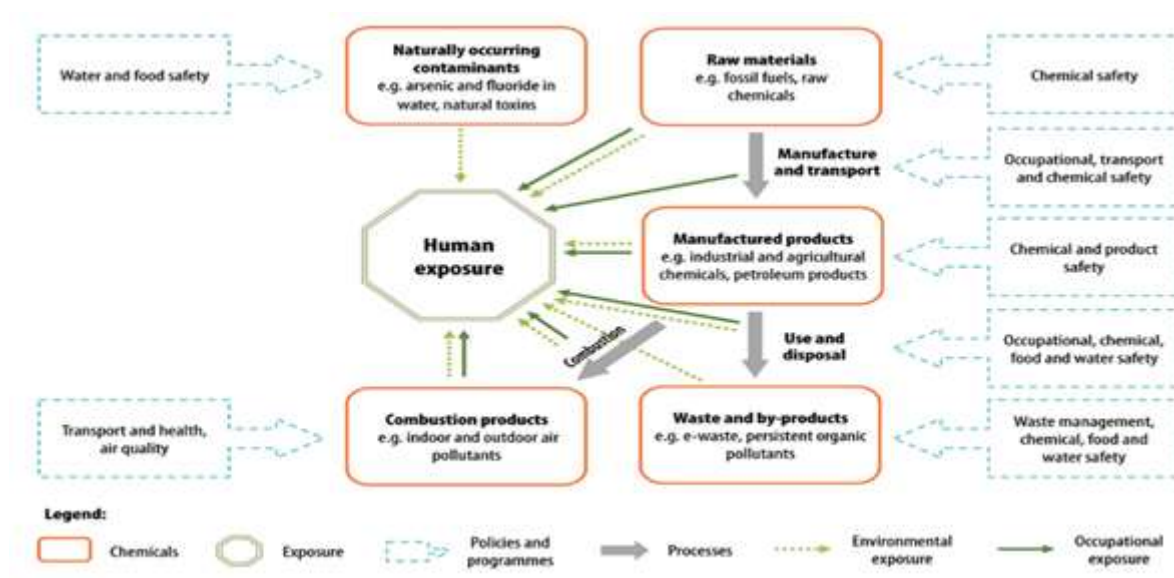 Water and food safety
Naturally occurring
contaminants
e.g. arsenic and fluoride in
water, natural toxins
Raw materials
e.g. fossil fuels, raw
chemicals
Chemical safety
Manufacture
and transport
Occupational, transport
and chemical safety
Human
exposure
Manufactured products
e.g. industrial and agricultural
chemicals, petroleum products
Chemical and product
safety
Combustion
Use and
disposal
Occupational, chemical,
food and water safety
Transport and health,
air quality
Combustion products
e.g. indoor and outdoor air
pollutants
Waste and by-products
e.g. e-waste, persistent organic
pollutants
Waste management,
chemical, food and
water safety
Legend:
Chemicals
Exposure
Policies and
programmes
Processes
Environmental
exposure
Occupational
exposure